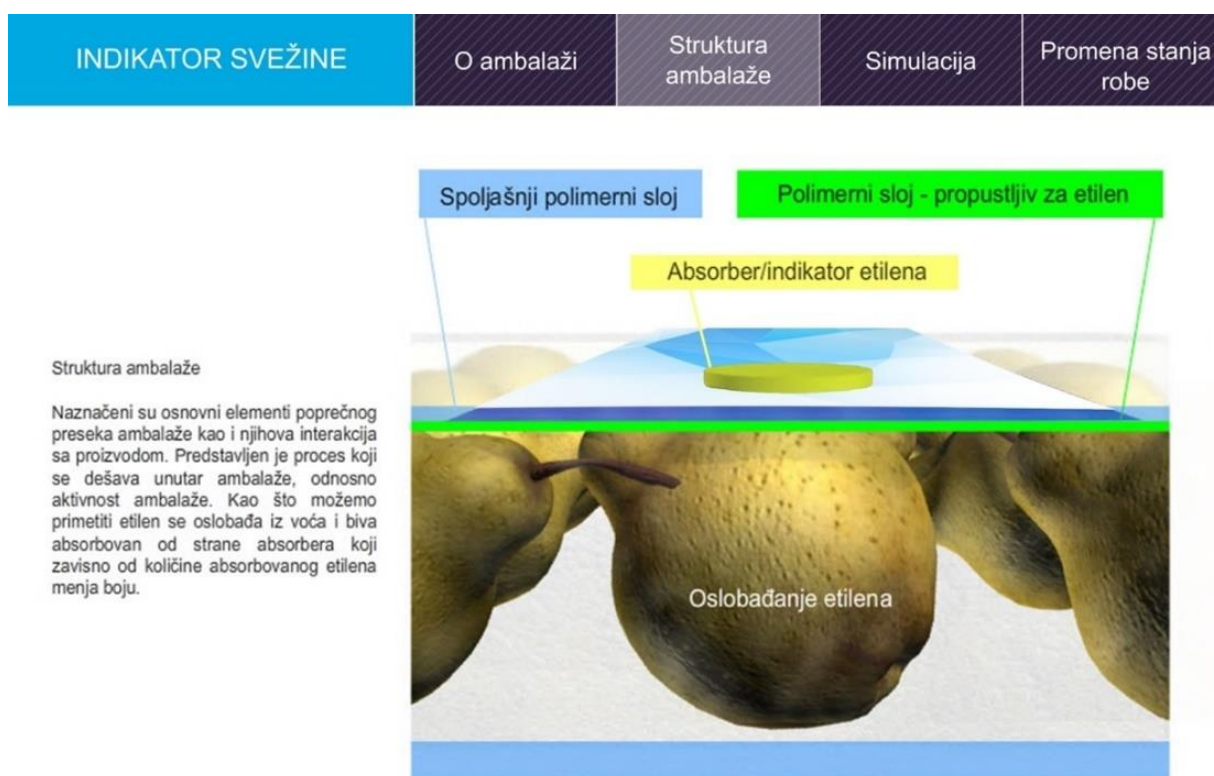 INDIKATOR SVEŽINE
O ambalaži
Struktura
ambalaže
Simulacija
Promena stanja
robe
Spoljašnji polimerni sloj
Polimerni sloj - propustljiv za etilen
Absorber/indikator etilena
Struktura ambalaže
Naznačeni su osnovni elementi poprečnog
preseka ambalaže kao i njihova interakcija
sa proizvodom. Predstavljen je proces koji
se dešava unutar ambalaže, odnosno
aktivnost ambalaže. Kao što možemo
primetiti etilen se oslobađa iz voća i biva
absorbovan od strane absorbera koji
zavisno od količine absorbovanog etilena
menja boju.
Oslobađanje etilena